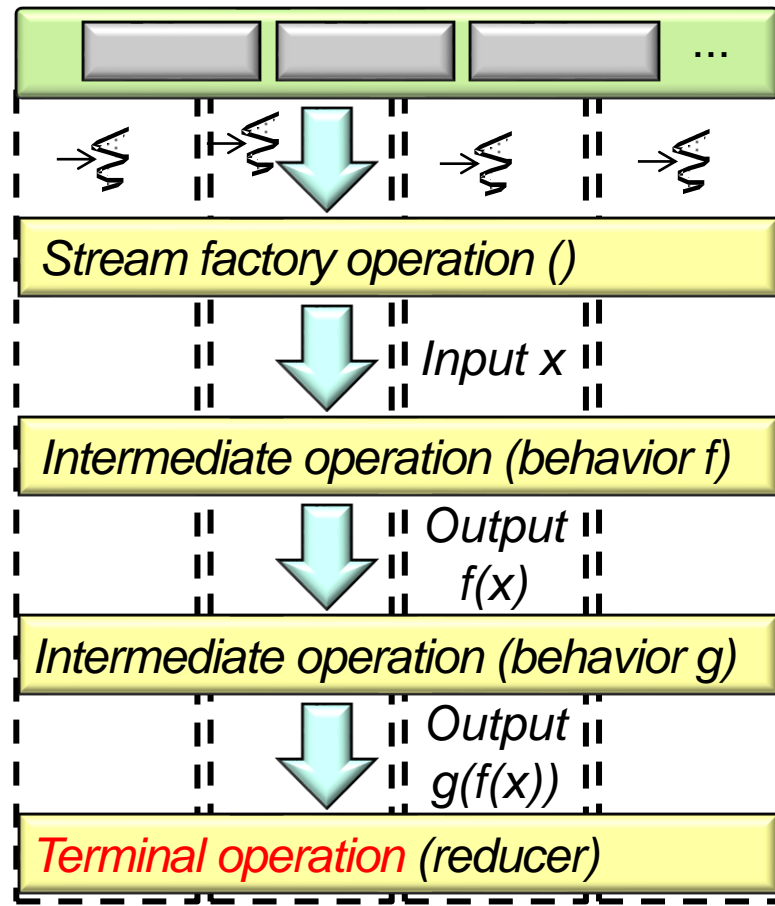 ...
Stream factory operation ()
Input x
Intermediate operation (behavior f)
Output
f(x)
Intermediate operation (behavior g)
Output
g(f(x))
Terminal operation (reducer)